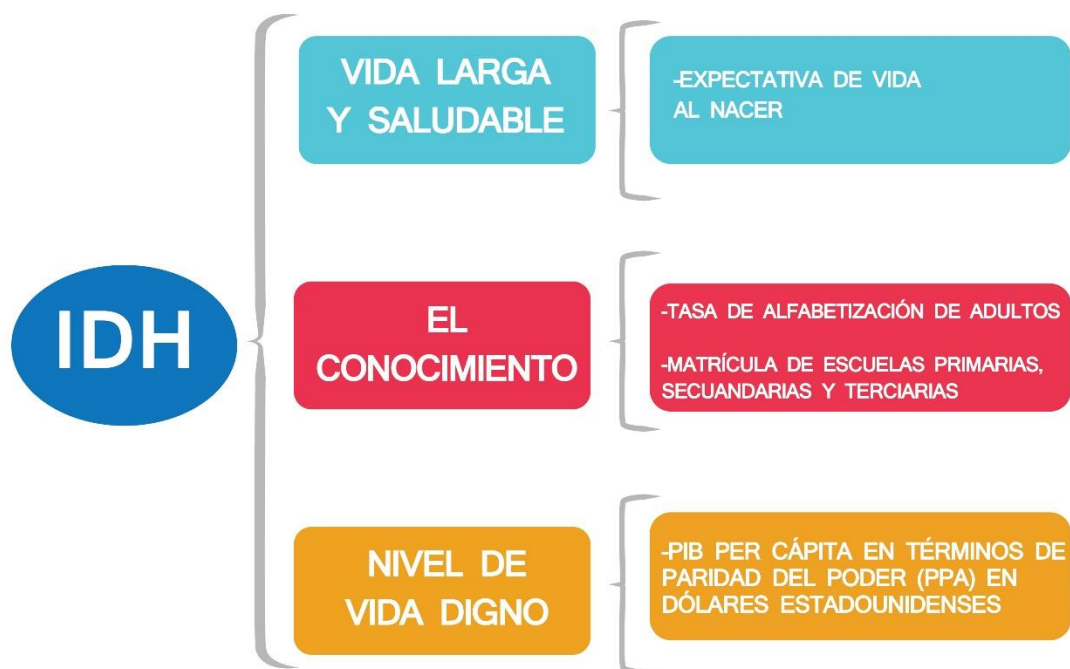 IDH
VIDA LARGA
Y SALUDABLE
-EXPECTATIVA DE VIDA
AL NACER
EL
CONOCIMIENTO
-TASA DE ALFABETIZACIÓN DE ADULTOS
-MATRÍCULA DE ESCUELAS PRIMARIAS,
SECUANDARIAS Y TERCIARIAS
NIVEL DE
VIDA DIGNO
-PIB PER CÁPITA EN TÉRMINOS DE
PARIDAD DEL PODER (PPA) EN
DÓLARES ESTADOUNIDENSES